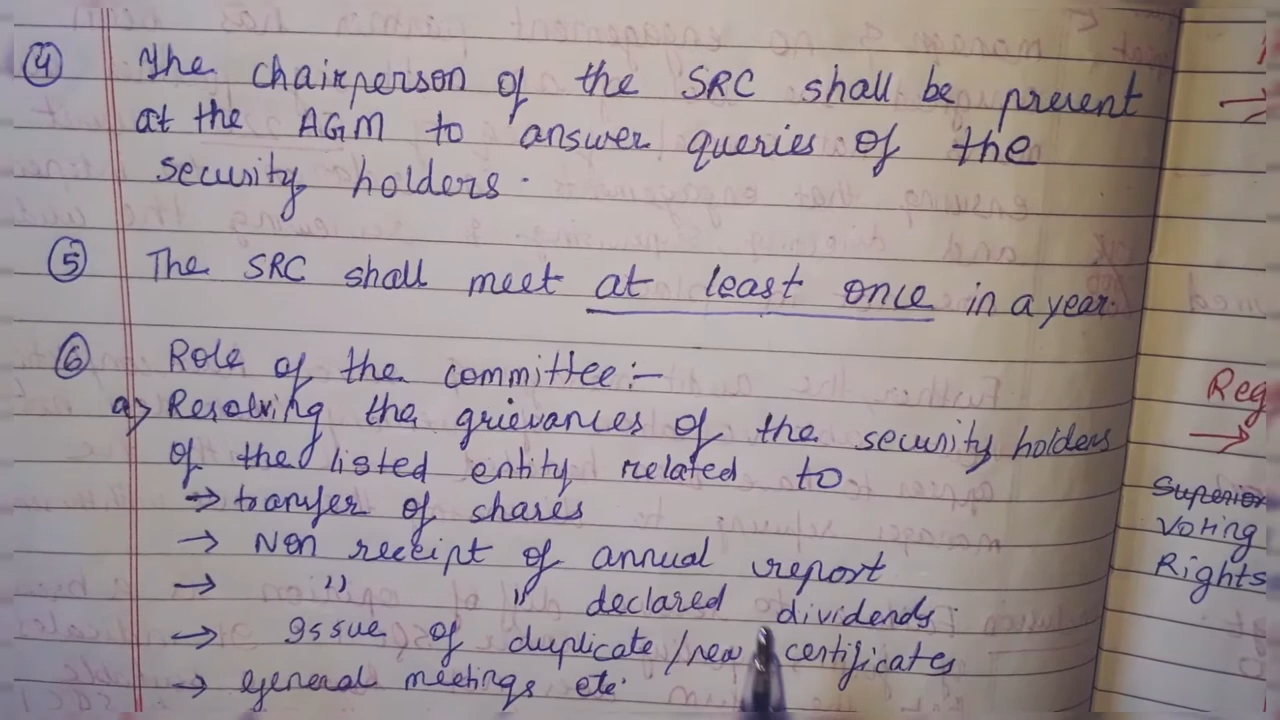 ④ The chairperson of the SRC shall be present
at the AGM to answer queries of the
security holders.
⑤ The SRC shall meet at least once in a year.
⑥ Role of the committee:-
a) Resolving the grievances of the security holders
of the listed entity related to
→ transfer of shares
→ Non receipt of annual report
→ " " declared dividends.
→ Issue of duplicate/new certificates
→ general meetings etc.
Reg
→
Superior
Voting
Rights